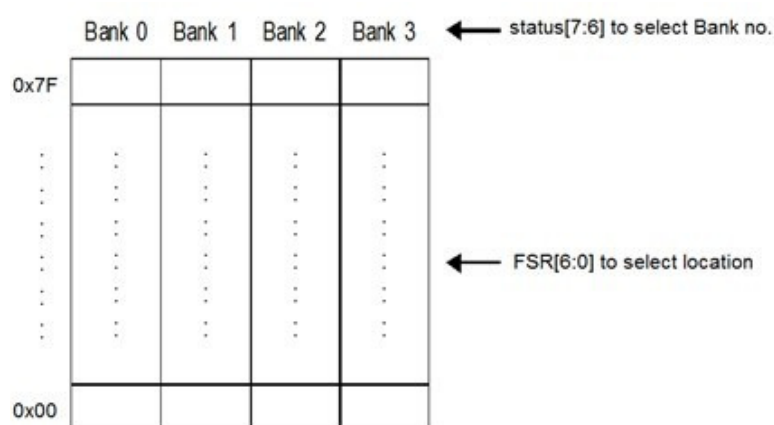 Bank 0 Bank 1 Bank 2 Bank 3 status[7:6] to select Bank no.
0x7F
FSR[6:0] to select location
0x00